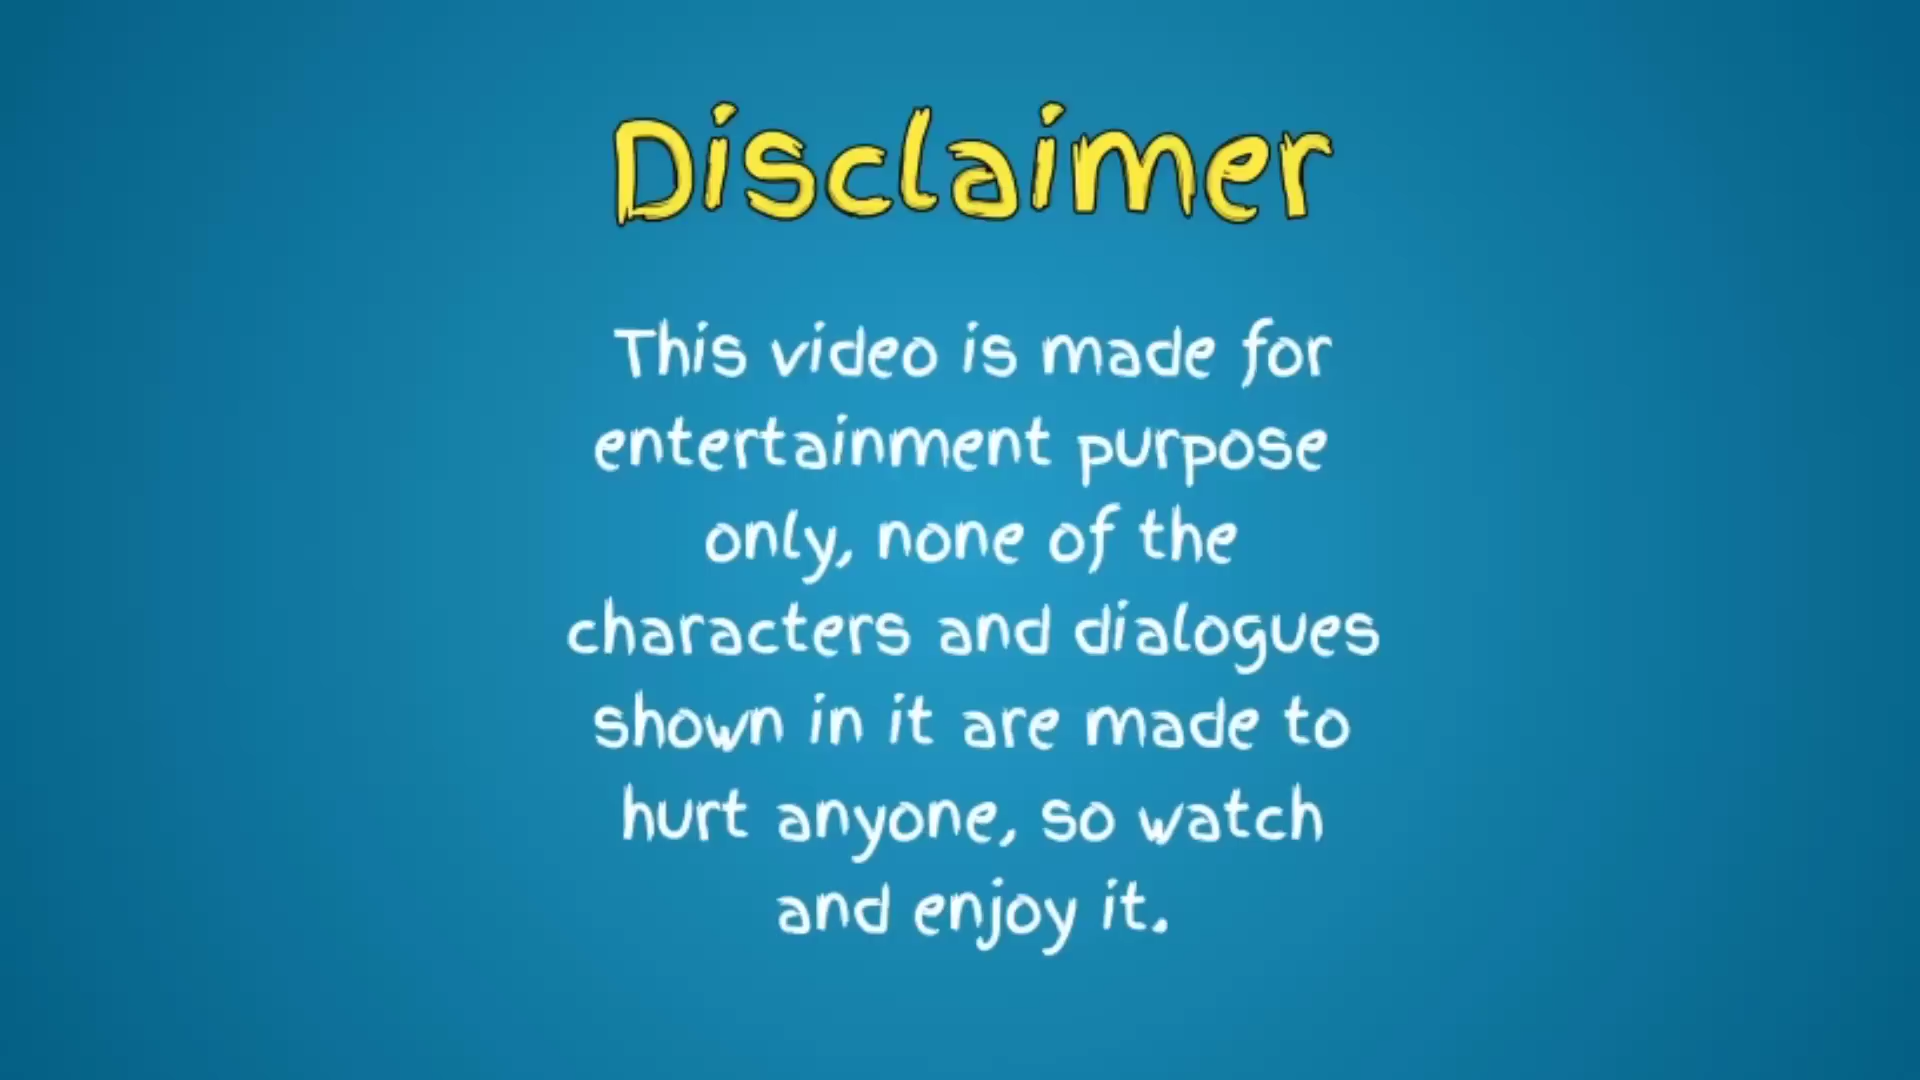 Disclaimer
This video is made for
entertainment purpose
only, none of the
characters and dialogues
shown in it are made to
hurt anyone, so watch
and enjoy it.